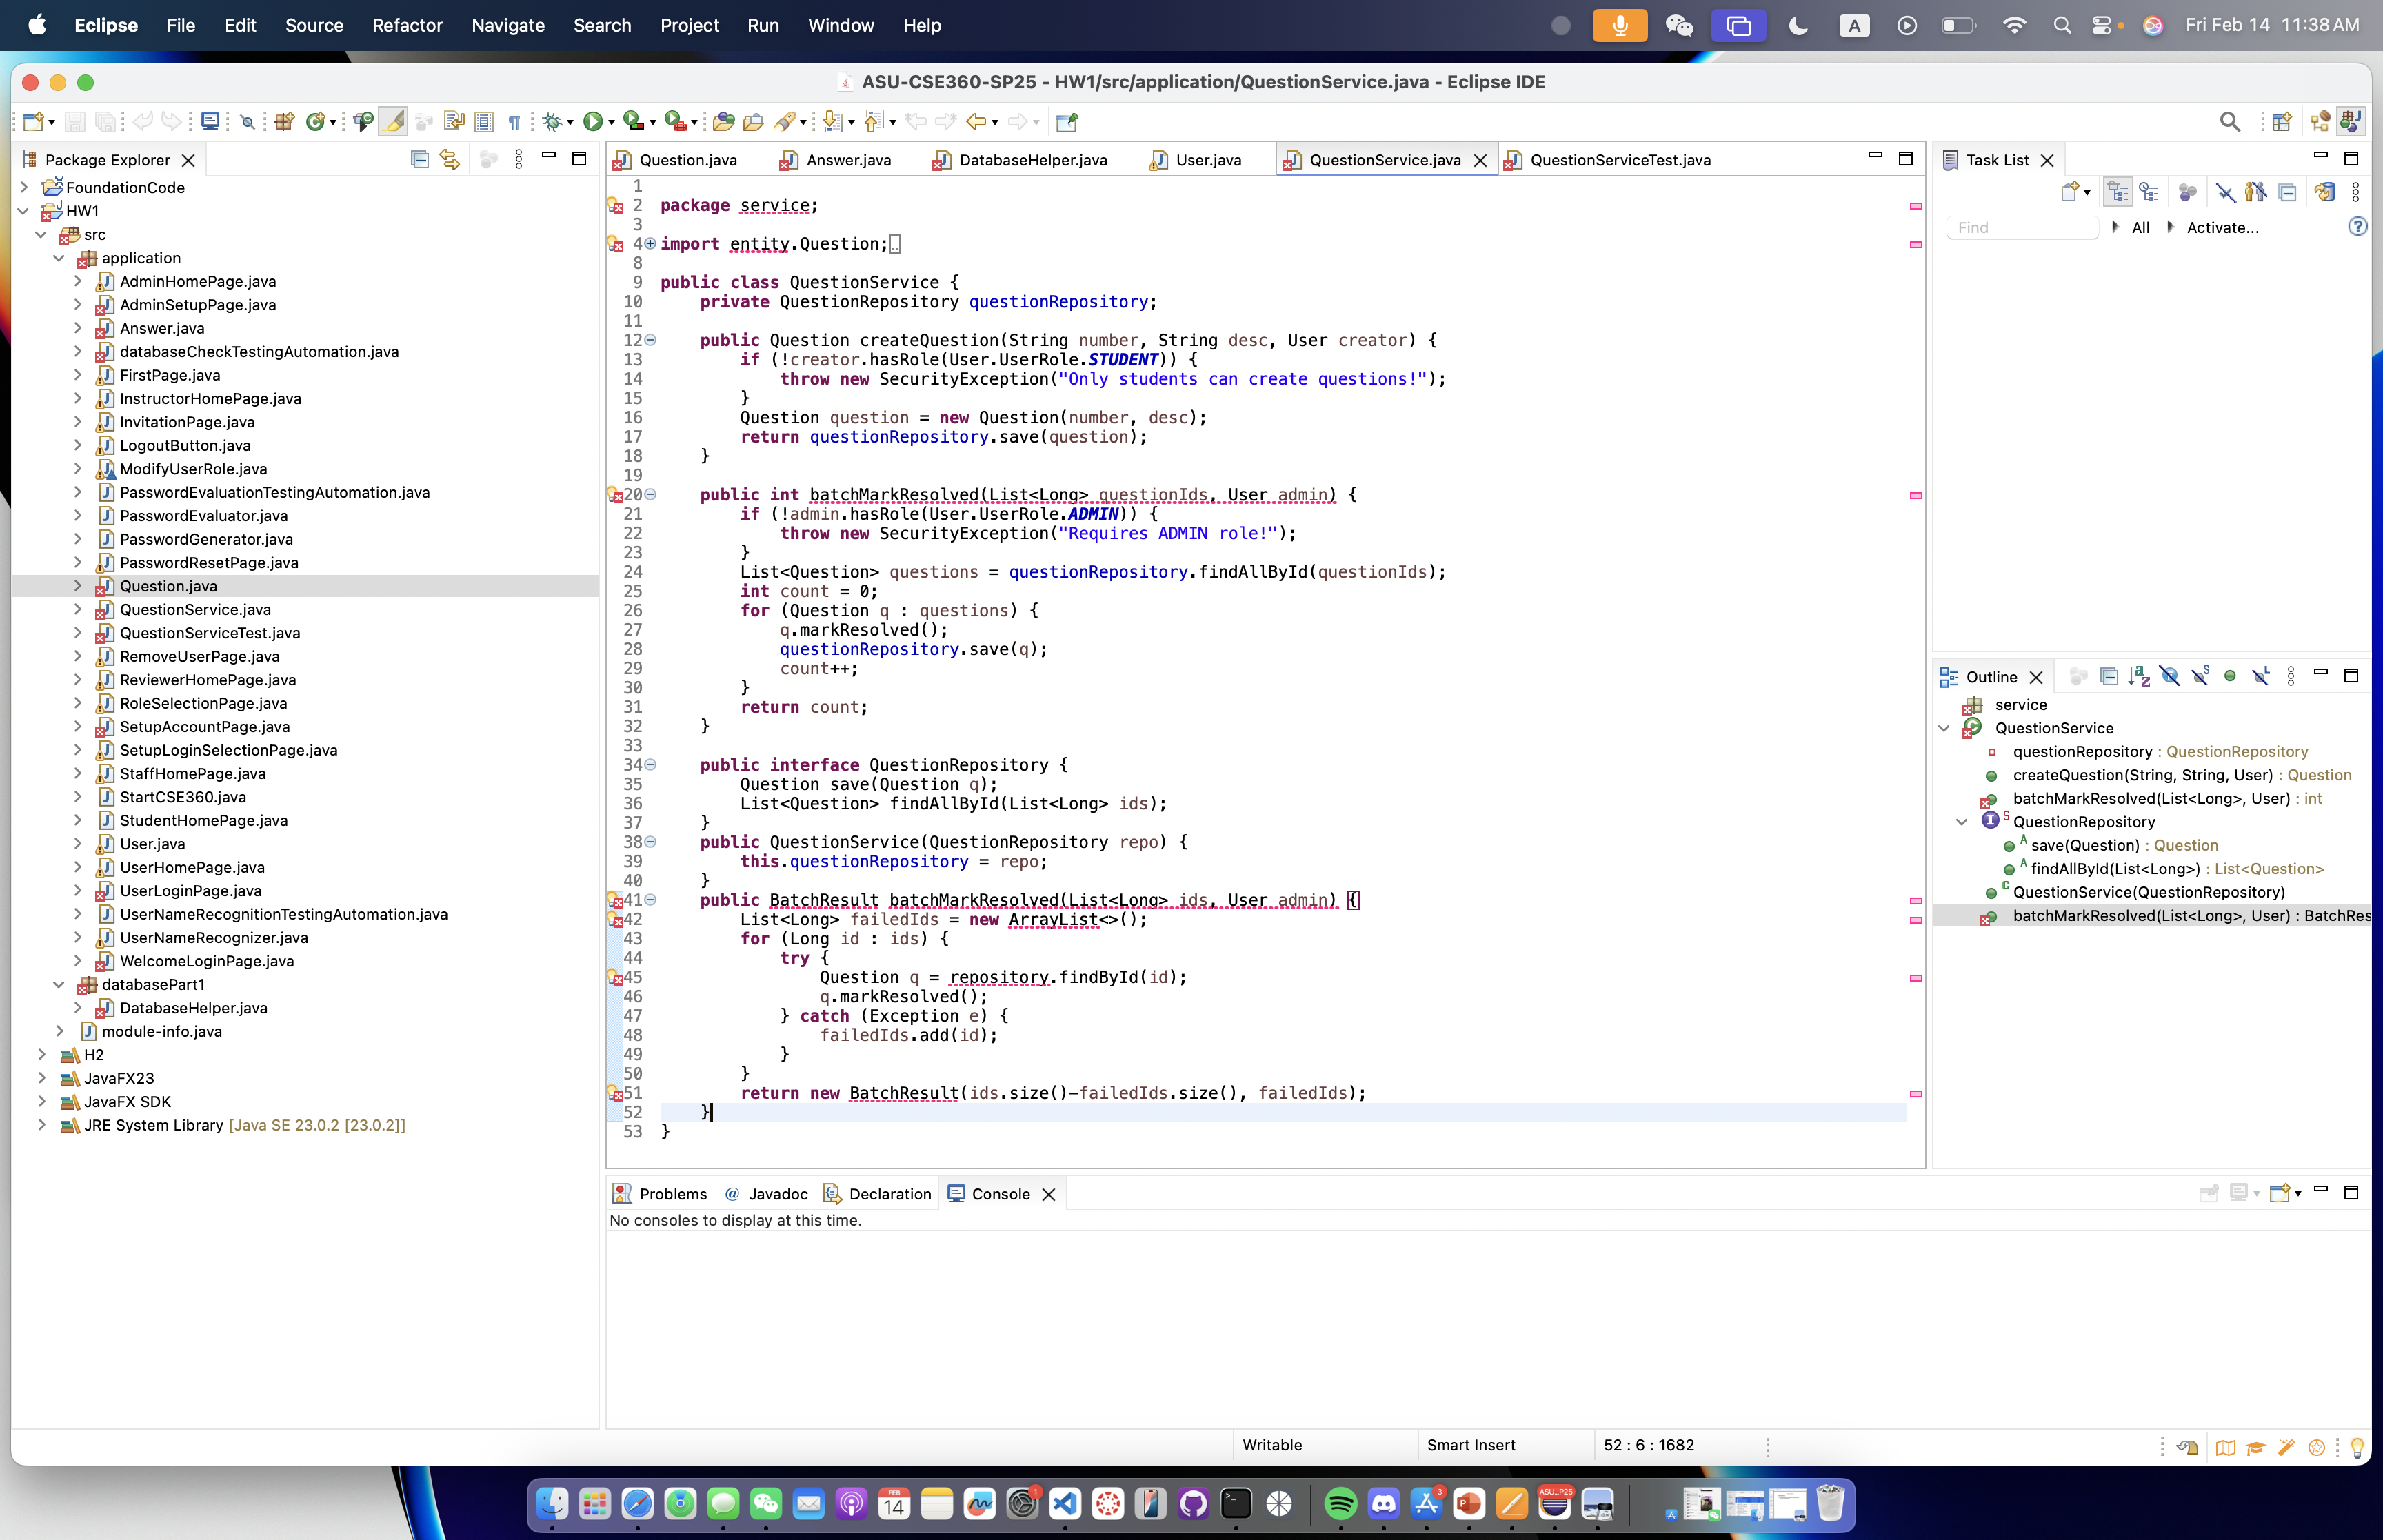 Eclipse File Edit Source Refactor Navigate Search Project Run Window Help
A
Fri Feb 14 11:38 AM
ASU-CSE360-SP25 - HW1/src/application/QuestionService.java - Eclipse IDE
Package Explorer
FoundationCode
HW1
src
application
AdminHomePage.java
AdminSetupPage.java
Answer.java
databaseCheckTestingAutomation.java
FirstPage.java
InstructorHomePage.java
InvitationPage.java
LogoutButton.java
ModifyUserRole.java
PasswordEvaluationTestingAutomation.java
PasswordEvaluator.java
PasswordGenerator.java
PasswordResetPage.java
Question.java
QuestionService.java
QuestionServiceTest.java
RemoveUserPage.java
ReviewerHomePage.java
RoleSelectionPage.java
SetupAccountPage.java
SetupLoginSelectionPage.java
StaffHomePage.java
StartCSE360.java
StudentHomePage.java
User.java
UserHomePage.java
UserLoginPage.java
UserNameRecognitionTestingAutomation.java
UserNameRecognizer.java
WelcomeLoginPage.java
databasePart1
DatabaseHelper.java
module-info.java
H2
JavaFX23
JavaFX SDK
JRE System Library [Java SE 23.0.2 [23.0.2]]
Question.java Answer.java DatabaseHelper.java User.java QuestionService.java QuestionServiceTest.java
1
2 package service;
3
4 import entity.Question;
8
9 public class QuestionService {
10 private QuestionRepository questionRepository;
11
12 public Question createQuestion(String number, String desc, User creator) {
13 if (!creator.hasRole(User.UserRole.STUDENT)) {
14 throw new SecurityException("Only students can create questions!");
15 }
16 Question question = new Question(number, desc);
17 return questionRepository.save(question);
18 }
19
20 public int batchMarkResolved(List<Long> questionIds, User admin) {
21 if (!admin.hasRole(User.UserRole.ADMIN)) {
22 throw new SecurityException("Requires ADMIN role!");
23 }
24 List<Question> questions = questionRepository.findAllById(questionIds);
25 int count = 0;
26 for (Question q : questions) {
27 q.markResolved();
28 questionRepository.save(q);
29 count++;
30 }
31 return count;
32 }
33
34 public interface QuestionRepository {
35 Question save(Question q);
36 List<Question> findAllById(List<Long> ids);
37 }
38 public QuestionService(QuestionRepository repo) {
39 this.questionRepository = repo;
40 }
41 public BatchResult batchMarkResolved(List<Long> ids, User admin) {
42 List<Long> failedIds = new ArrayList<>();
43 for (Long id : ids) {
44 try {
45 Question q = repository.findById(id);
46 q.markResolved();
47 } catch (Exception e) {
48 failedIds.add(id);
49 }
50 }
51 return new BatchResult(ids.size()-failedIds.size(), failedIds);
52 }
53 }
Problems @ Javadoc Declaration Console
No consoles to display at this time.
Task List
Find All Activate...
Outline
service
QuestionService
questionRepository : QuestionRepository
createQuestion(String, String, User) : Question
batchMarkResolved(List<Long>, User) : int
QuestionRepository
save(Question) : Question
findAllById(List<Long>) : List<Question>
QuestionService(QuestionRepository)
batchMarkResolved(List<Long>, User) : BatchRes
Writable Smart Insert 52 : 6 : 1682
FEB
14
1
3
ASU...P25